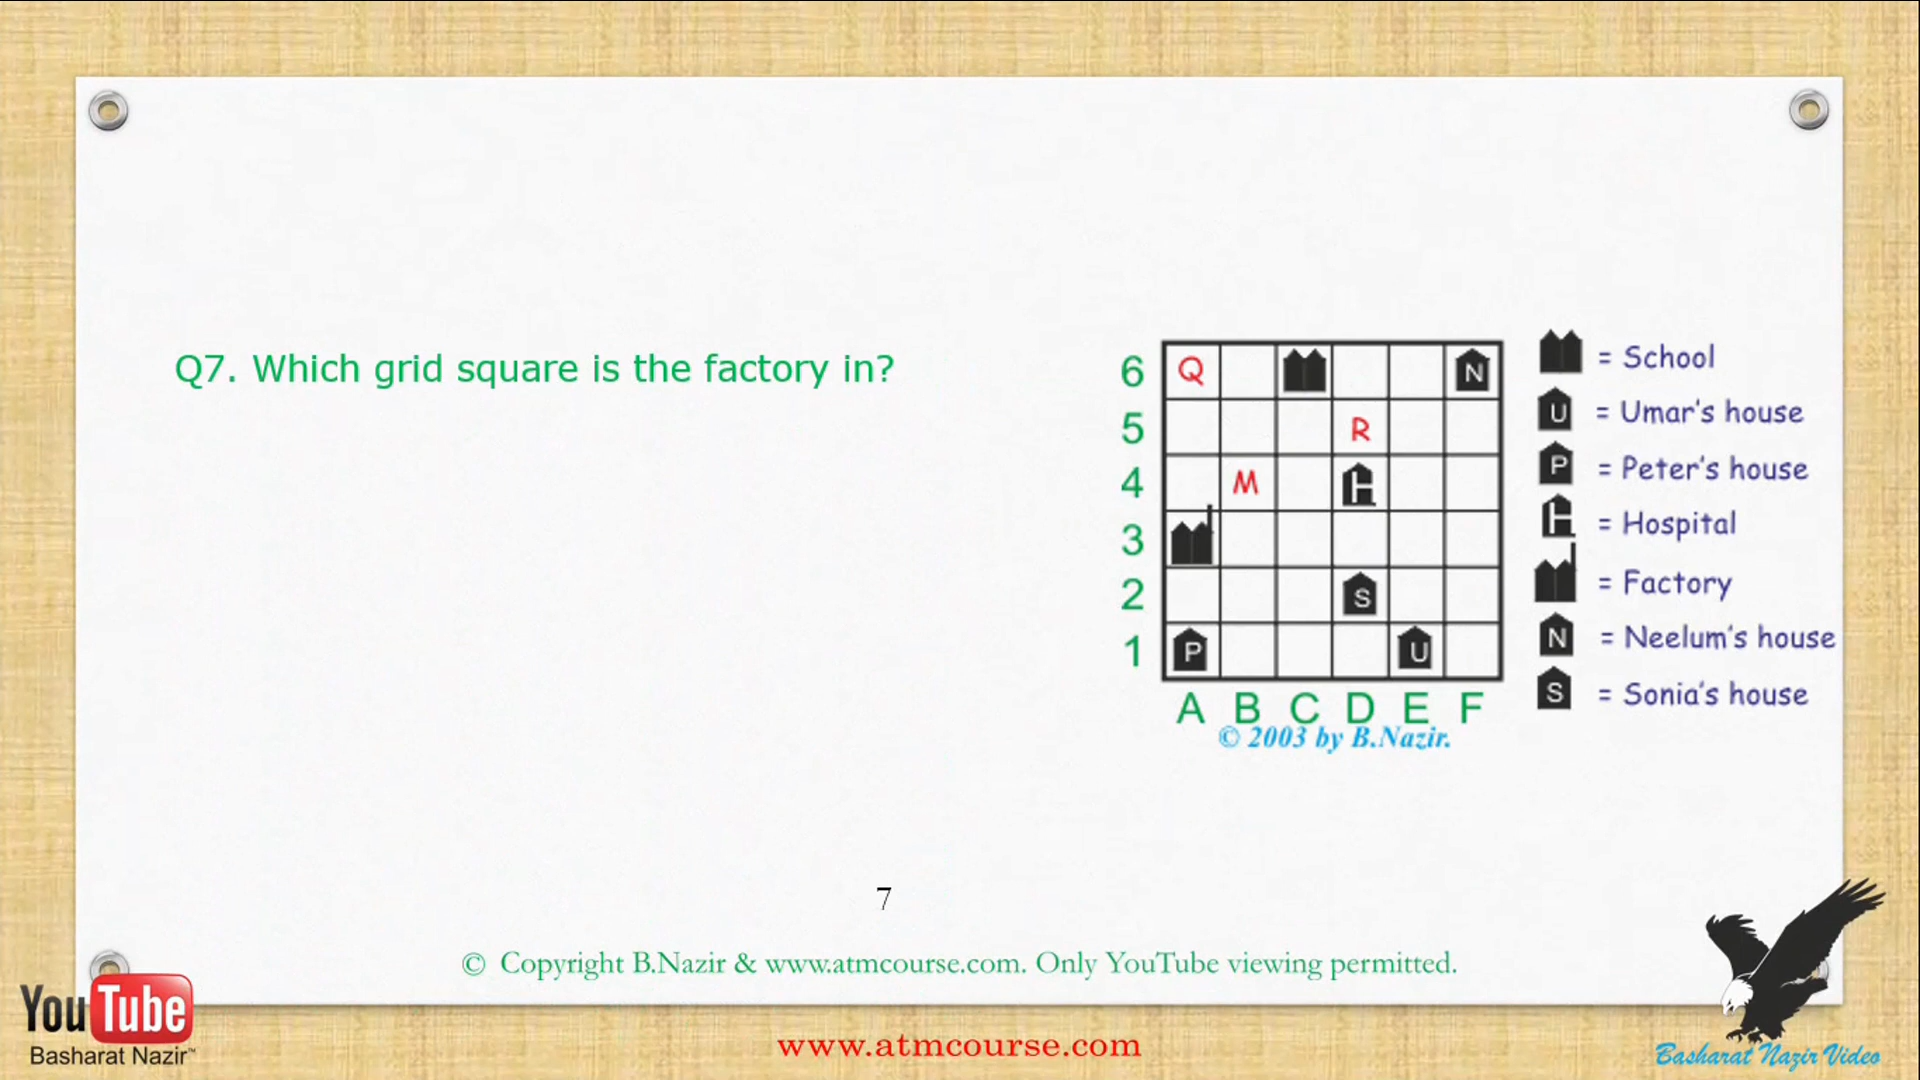 Q7. Which grid square is the factory in?
6 Q N
5 R
4 M H
3
2 S
1 P U
A B C D E F
© 2003 by B.Nazir.
= School
U = Umar's house
P = Peter's house
H = Hospital
= Factory
N = Neelum's house
S = Sonia's house
7
© Copyright B.Nazir & www.atmcourse.com. Only YouTube viewing permitted.
YouTube
Basharat Nazir™
www.atmcourse.com
Basharat Nazir Video